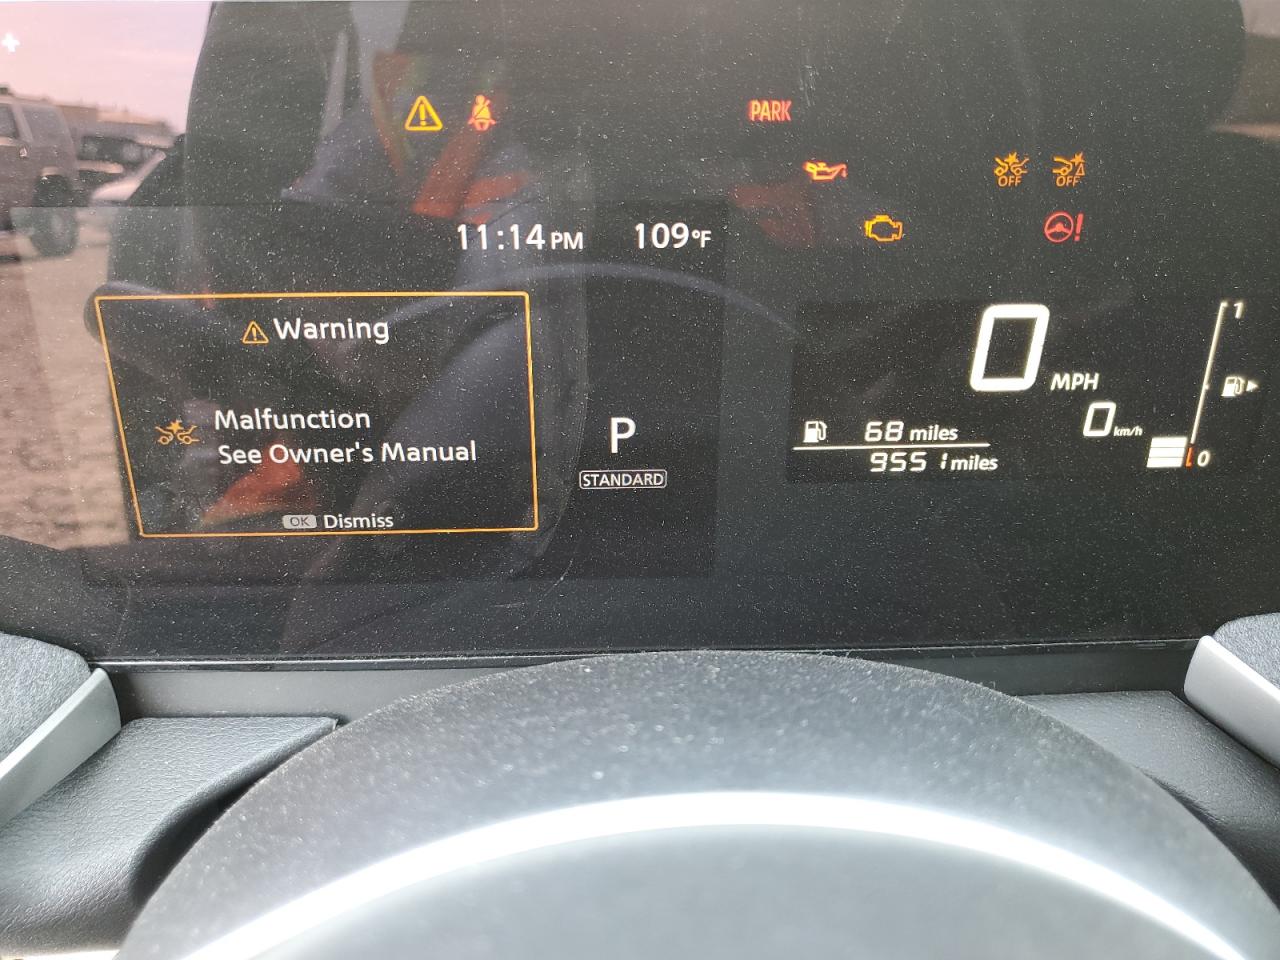 PARK
OFF OFF
11:14 PM 109°F
Warning
Malfunction
See Owner's Manual
OK Dismiss
P
STANDARD
0 MPH
0 km/h
68 miles
9551 miles
1
0